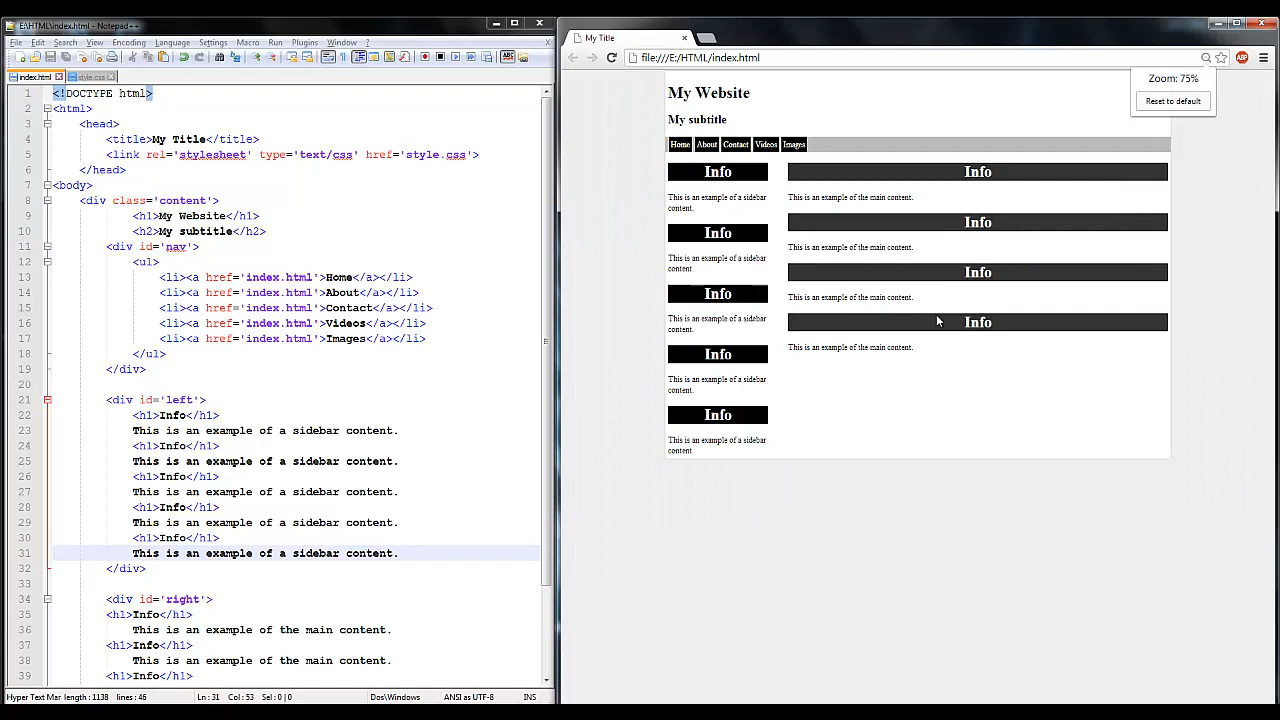 E:\HTML\index.html - Notepad++
File Edit Search View Encoding Language Settings Macro Run Plugins Window ?
index.html style.css
1 <!DOCTYPE html>
2 <html>
3 <head>
4 <title>My Title</title>
5 <link rel='stylesheet' type='text/css' href='style.css'>
6 </head>
7 <body>
8 <div class='content'>
9 <h1>My Website</h1>
10 <h2>My subtitle</h2>
11 <div id='nav'>
12 <ul>
13 <li><a href='index.html'>Home</a></li>
14 <li><a href='index.html'>About</a></li>
15 <li><a href='index.html'>Contact</a></li>
16 <li><a href='index.html'>Videos</a></li>
17 <li><a href='index.html'>Images</a></li>
18 </ul>
19 </div>
20
21 <div id='left'>
22 <h1>Info</h1>
23 This is an example of a sidebar content.
24 <h1>Info</h1>
25 This is an example of a sidebar content.
26 <h1>Info</h1>
27 This is an example of a sidebar content.
28 <h1>Info</h1>
29 This is an example of a sidebar content.
30 <h1>Info</h1>
31 This is an example of a sidebar content.
32 </div>
33
34 <div id='right'>
35 <h1>Info</h1>
36 This is an example of the main content.
37 <h1>Info</h1>
38 This is an example of the main content.
39 <h1>Info</h1>
Hyper Text Mar length : 1138 lines : 46 Ln : 31 Col : 53 Sel : 0 | 0 Dos\Windows ANSI as UTF-8 INS
My Title
file:///E:/HTML/index.html
ABP
Zoom: 75%
Reset to default
My Website
My subtitle
Home About Contact Videos Images
Info
This is an example of a sidebar
content.
Info
This is an example of a sidebar
content.
Info
This is an example of a sidebar
content.
Info
This is an example of a sidebar
content.
Info
This is an example of a sidebar
content.
Info
This is an example of the main content.
Info
This is an example of the main content.
Info
This is an example of the main content.
Info
This is an example of the main content.